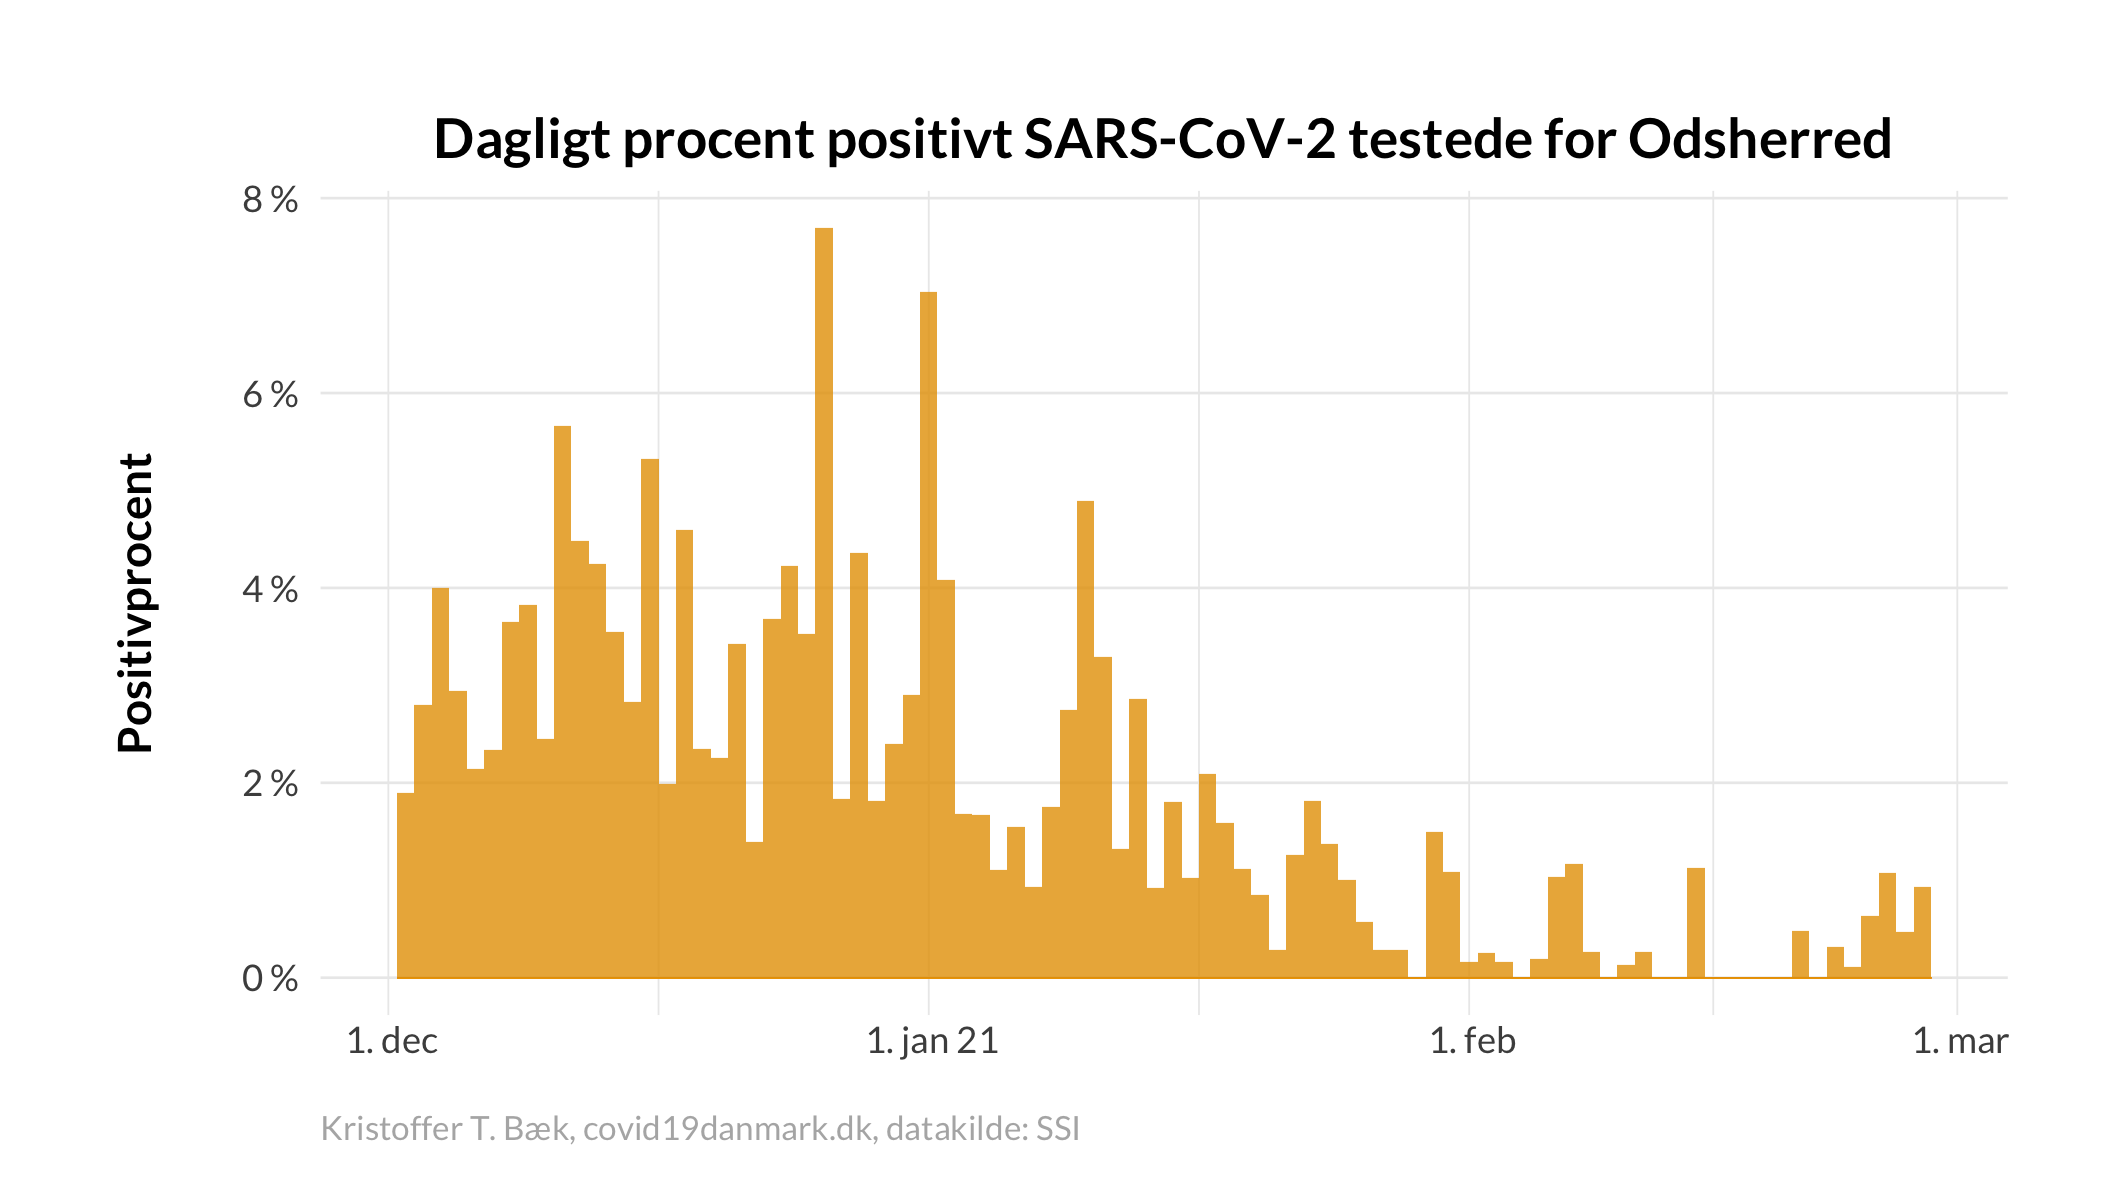 Dagligt procent positivt SARS-CoV-2 testede for Odsherred
Positivprocent
8 %
6 %
4 %
2 %
0 %
1. dec
1. jan 21
1. feb
1. mar
Kristoffer T. Bæk, covid19danmark.dk, datakilde: SSI